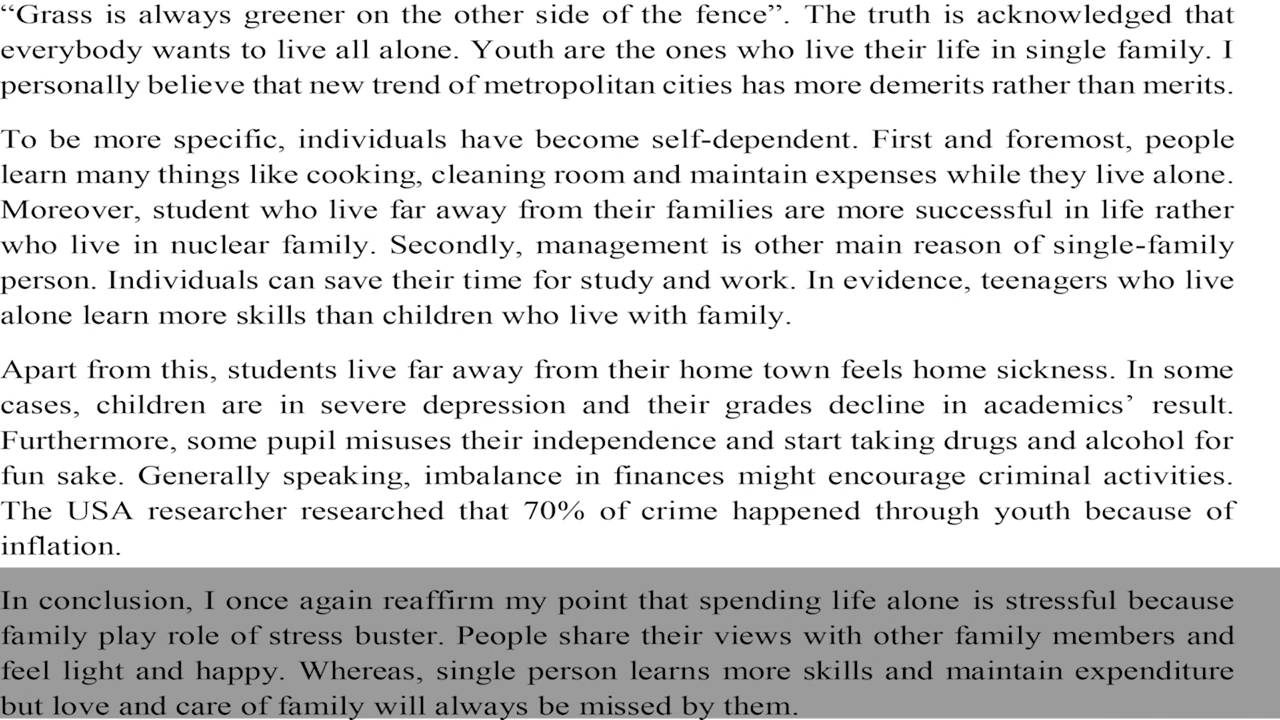 “Grass is always greener on the other side of the fence”. The truth is acknowledged that
everybody wants to live all alone. Youth are the ones who live their life in single family. I
personally believe that new trend of metropolitan cities has more demerits rather than merits.
To be more specific, individuals have become self-dependent. First and foremost, people
learn many things like cooking, cleaning room and maintain expenses while they live alone.
Moreover, student who live far away from their families are more successful in life rather
who live in nuclear family. Secondly, management is other main reason of single-family
person. Individuals can save their time for study and work. In evidence, teenagers who live
alone learn more skills than children who live with family.
Apart from this, students live far away from their home town feels home sickness. In some
cases, children are in severe depression and their grades decline in academics’ result.
Furthermore, some pupil misuses their independence and start taking drugs and alcohol for
fun sake. Generally speaking, imbalance in finances might encourage criminal activities.
The USA researcher researched that 70% of crime happened through youth because of
inflation.
In conclusion, I once again reaffirm my point that spending life alone is stressful because
family play role of stress buster. People share their views with other family members and
feel light and happy. Whereas, single person learns more skills and maintain expenditure
but love and care of family will always be missed by them.